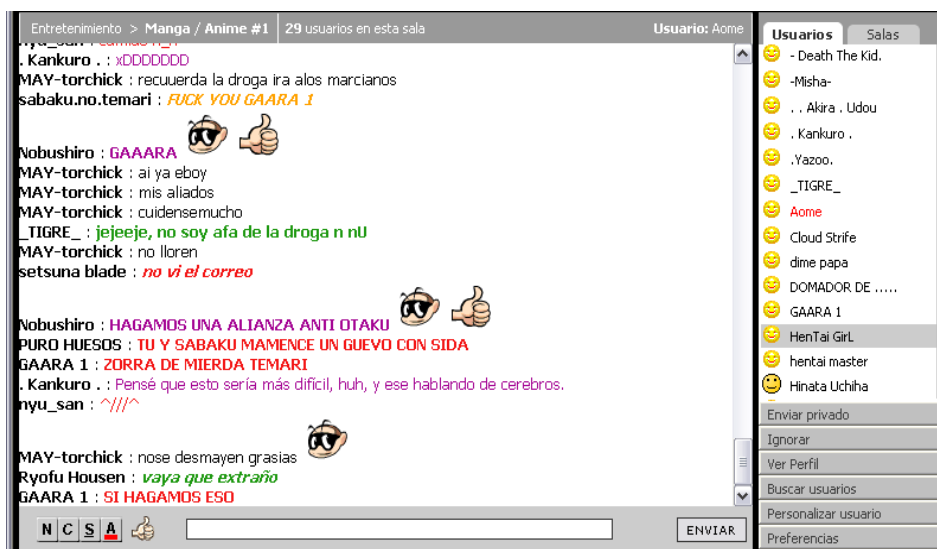 Entretenimiento > Manga / Anime #1 29 usuarios en esta sala Usuario: Aome
. Kankuro . : xDDDDDDD
MAY-torchick : recuuerda la droga ira alos marcianos
sabaku.no.temari : FUCK YOU GAARA 1
Nobushiro : GAAARA
MAY-torchick : ai ya eboy
MAY-torchick : mis aliados
MAY-torchick : cuidensemucho
_TIGRE_ : jejeeje, no soy afa de la droga n nU
MAY-torchick : no lloren
setsuna blade : no vi el correo
Nobushiro : HAGAMOS UNA ALIANZA ANTI OTAKU
PURO HUESOS : TU Y SABAKU MAMENCE UN GUEVO CON SIDA
GAARA 1 : ZORRA DE MIERDA TEMARI
. Kankuro . : Pensé que esto sería más difícil, huh, y ese hablando de cerebros.
nyu_san : ^///^
MAY-torchick : nose desmayen grasias
Ryofu Housen : vaya que extraño
GAARA 1 : SI HAGAMOS ESO
N C S A
ENVIAR
Usuarios Salas
- Death The Kid.
-Misha-
. . Akira . Udou
. Kankuro .
.Yazoo.
_TIGRE_
Aome
Cloud Strife
dime papa
DOMADOR DE .....
GAARA 1
HenTai GirL
hentai master
Hinata Uchiha
Enviar privado
Ignorar
Ver Perfil
Buscar usuarios
Personalizar usuario
Preferencias